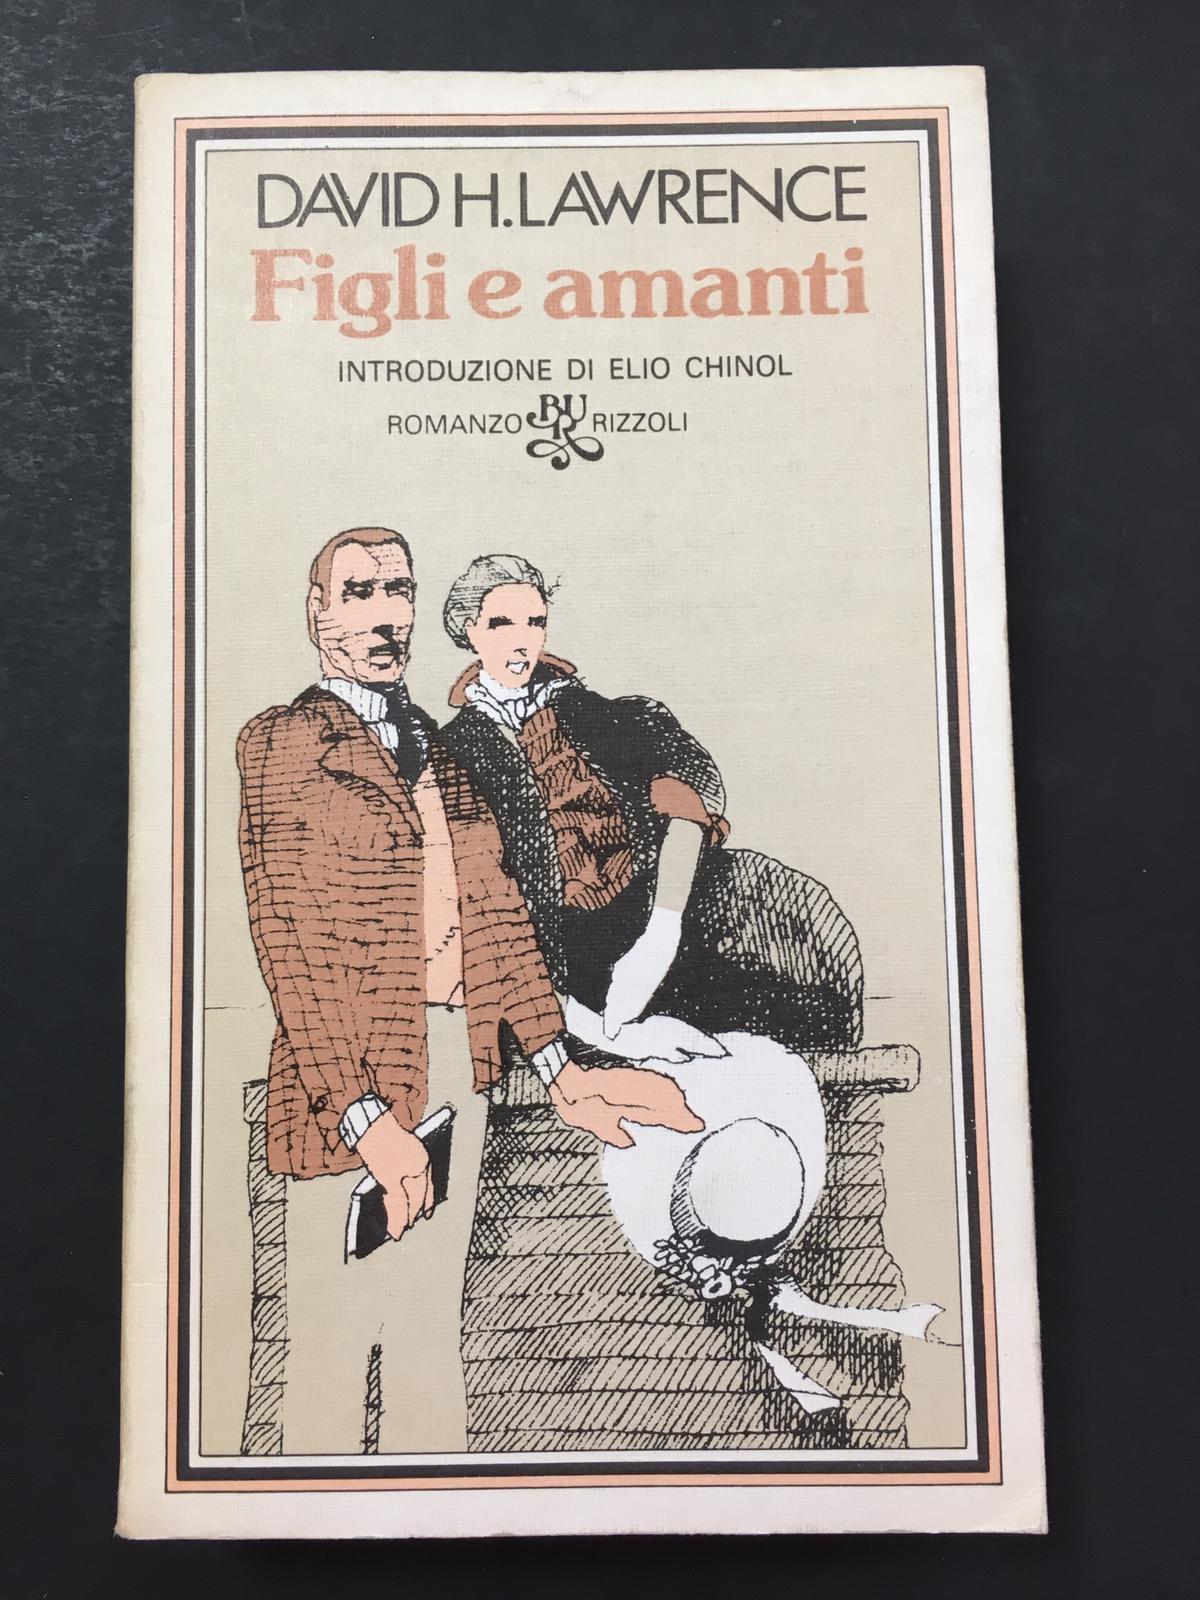 DAVID H. LAWRENCE
Figli e amanti
INTRODUZIONE DI ELIO CHINOL
ROMANZO BUR RIZZOLI